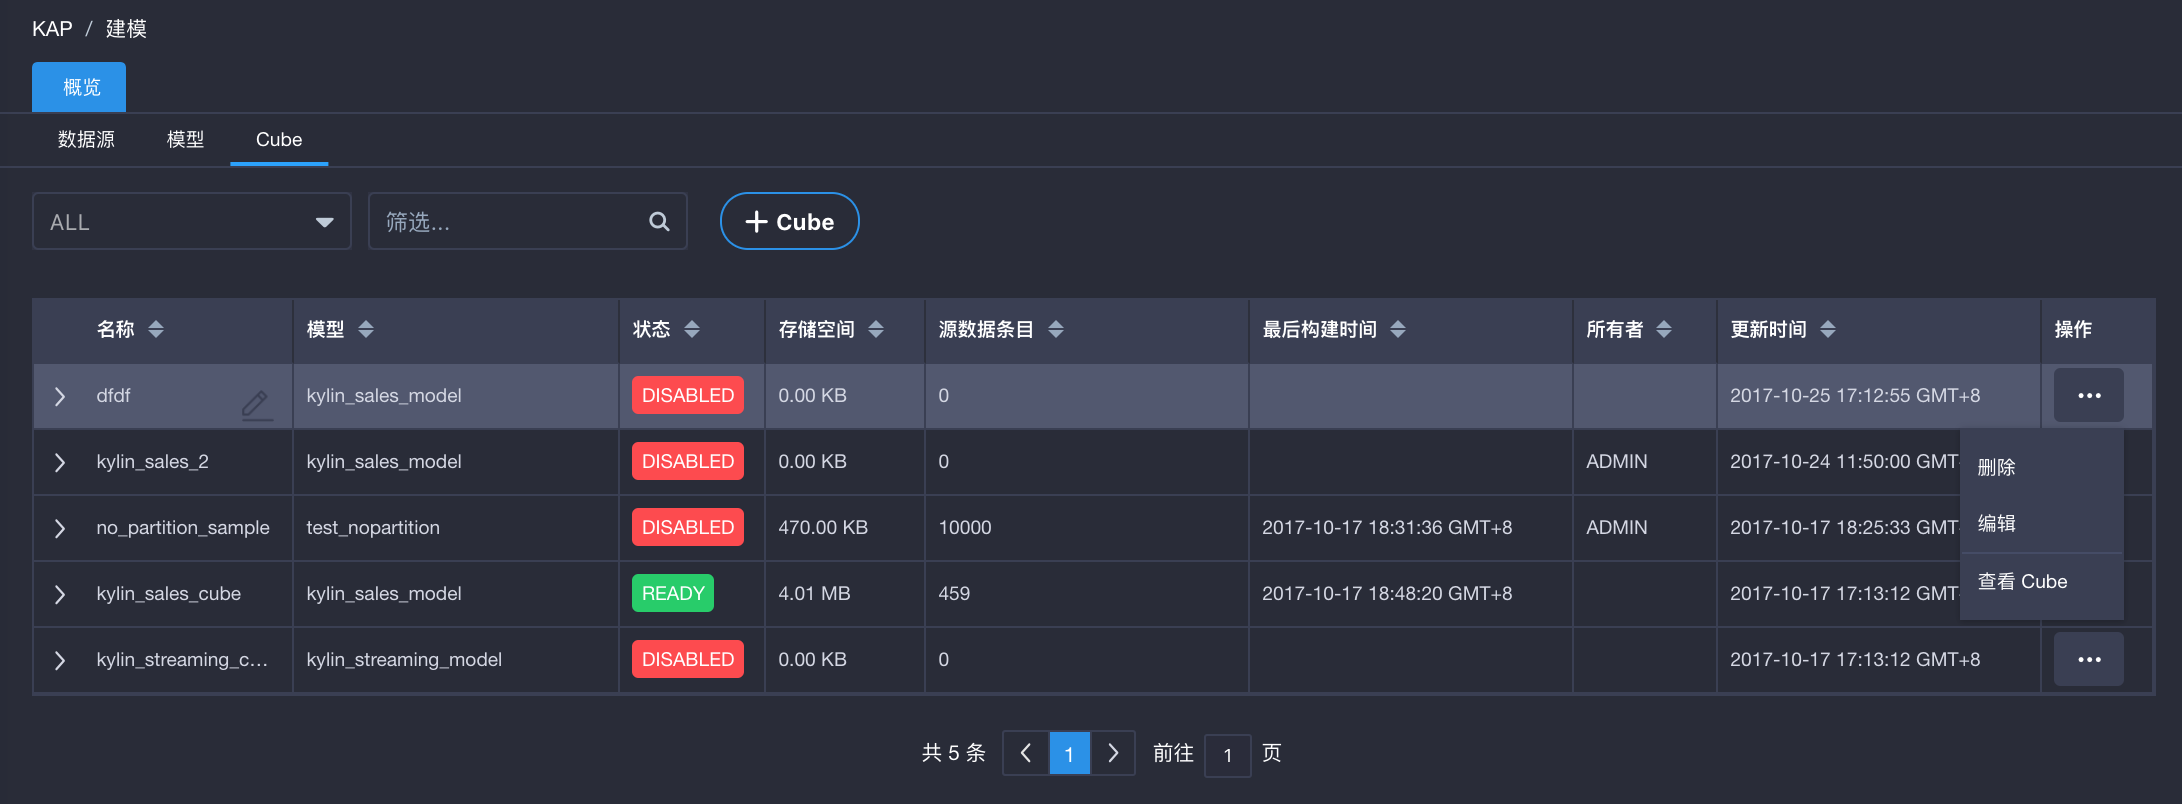 KAP / 建模
概览
数据源 模型 Cube
ALL 筛选... + Cube
名称 模型 状态 存储空间 源数据条目 最后构建时间 所有者 更新时间 操作
dfdf kylin_sales_model DISABLED 0.00 KB 0 2017-10-25 17:12:55 GMT+8 •••
kylin_sales_2 kylin_sales_model DISABLED 0.00 KB 0 ADMIN 2017-10-24 11:50:00 GMT
删除
no_partition_sample test_nopartition DISABLED 470.00 KB 10000 2017-10-17 18:31:36 GMT+8 ADMIN 2017-10-17 18:25:33 GMT
编辑
kylin_sales_cube kylin_sales_model READY 4.01 MB 459 2017-10-17 18:48:20 GMT+8 2017-10-17 17:13:12 GMT
查看 Cube
kylin_streaming_c... kylin_streaming_model DISABLED 0.00 KB 0 2017-10-17 17:13:12 GMT+8 •••
共 5 条 < 1 > 前往 1 页